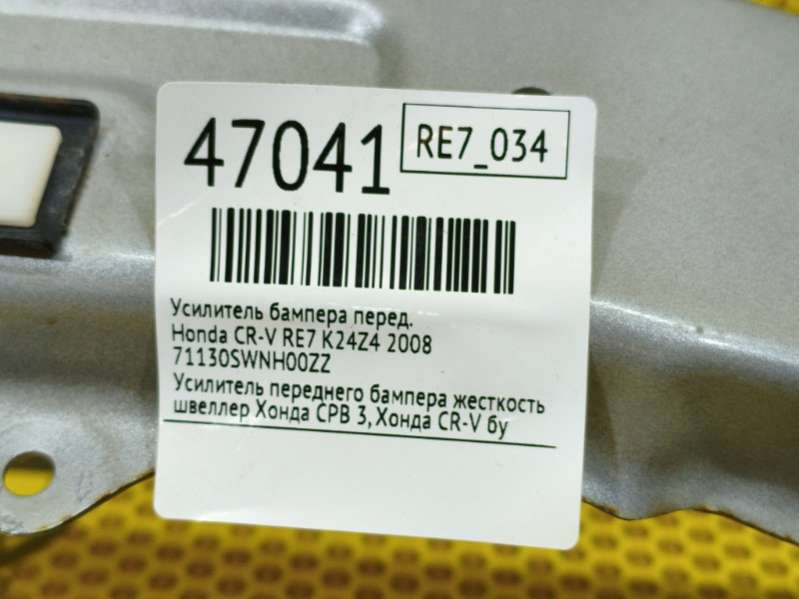 47041
RE7_034
Усилитель бампера перед.
Honda CR-V RE7 K24Z4 2008
71130SWNH00ZZ
Усилитель переднего бампера жесткость
швеллер Хонда СРВ 3, Хонда CR-V бу